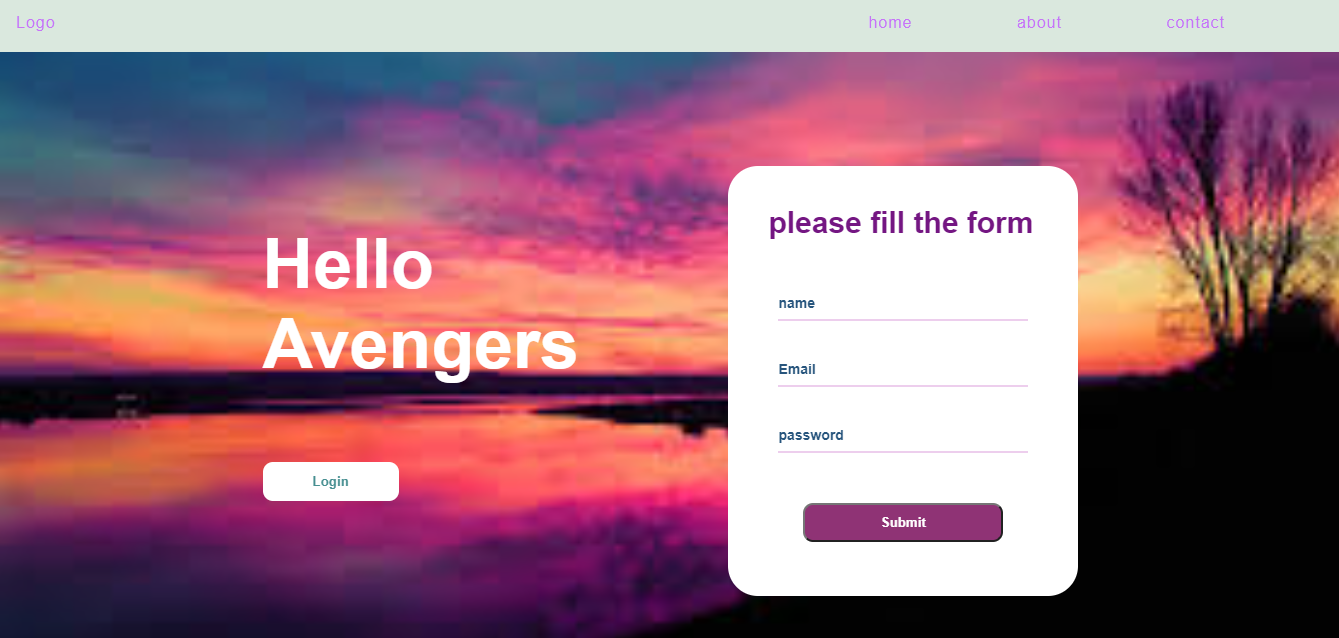 Logo
home
about
contact
Hello
Avengers
Login
please fill the form
name
Email
password
Submit